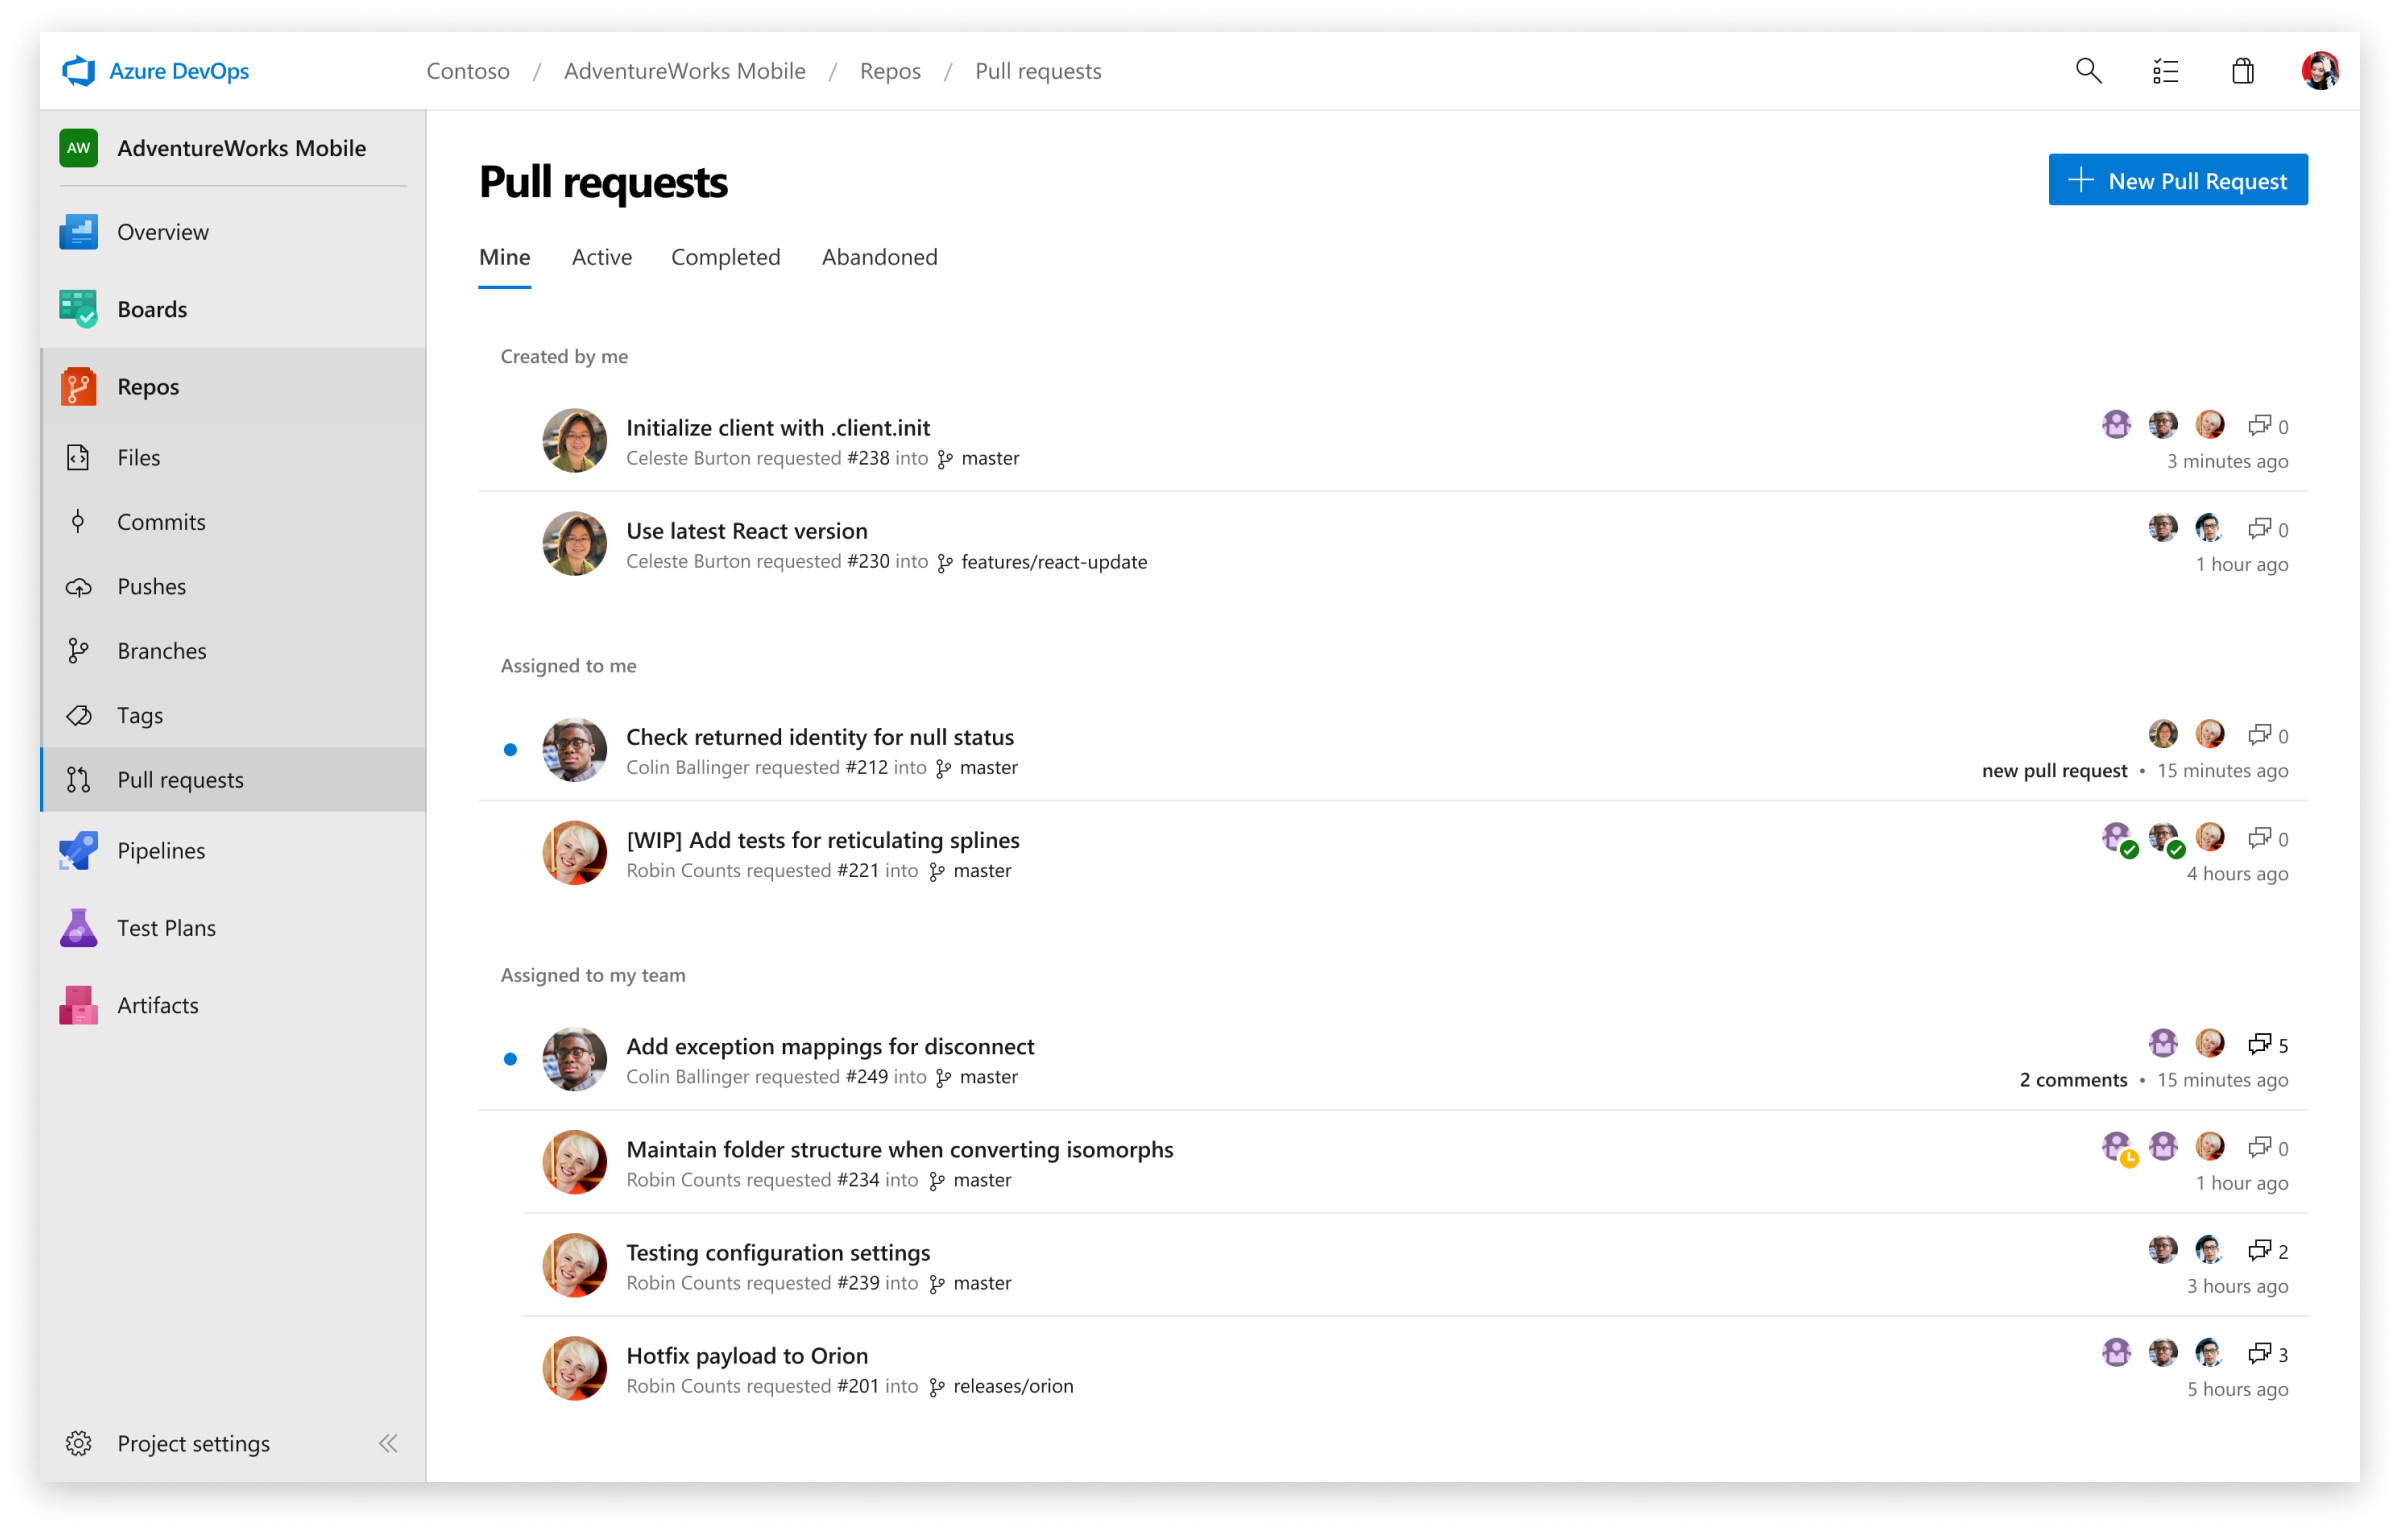 Azure DevOps
Contoso / AdventureWorks Mobile / Repos / Pull requests
AW AdventureWorks Mobile
Overview
Boards
Repos
Files
Commits
Pushes
Branches
Tags
Pull requests
Pipelines
Test Plans
Artifacts
Project settings
Pull requests
New Pull Request
Mine Active Completed Abandoned
Created by me
Initialize client with .client.init
0
Celeste Burton requested #238 into master
3 minutes ago
Use latest React version
0
Celeste Burton requested #230 into features/react-update
1 hour ago
Assigned to me
Check returned identity for null status
0
Colin Ballinger requested #212 into master
new pull request • 15 minutes ago
[WIP] Add tests for reticulating splines
0
Robin Counts requested #221 into master
4 hours ago
Assigned to my team
Add exception mappings for disconnect
5
Colin Ballinger requested #249 into master
2 comments • 15 minutes ago
Maintain folder structure when converting isomorphs
0
Robin Counts requested #234 into master
1 hour ago
Testing configuration settings
2
Robin Counts requested #239 into master
3 hours ago
Hotfix payload to Orion
3
Robin Counts requested #201 into releases/orion
5 hours ago